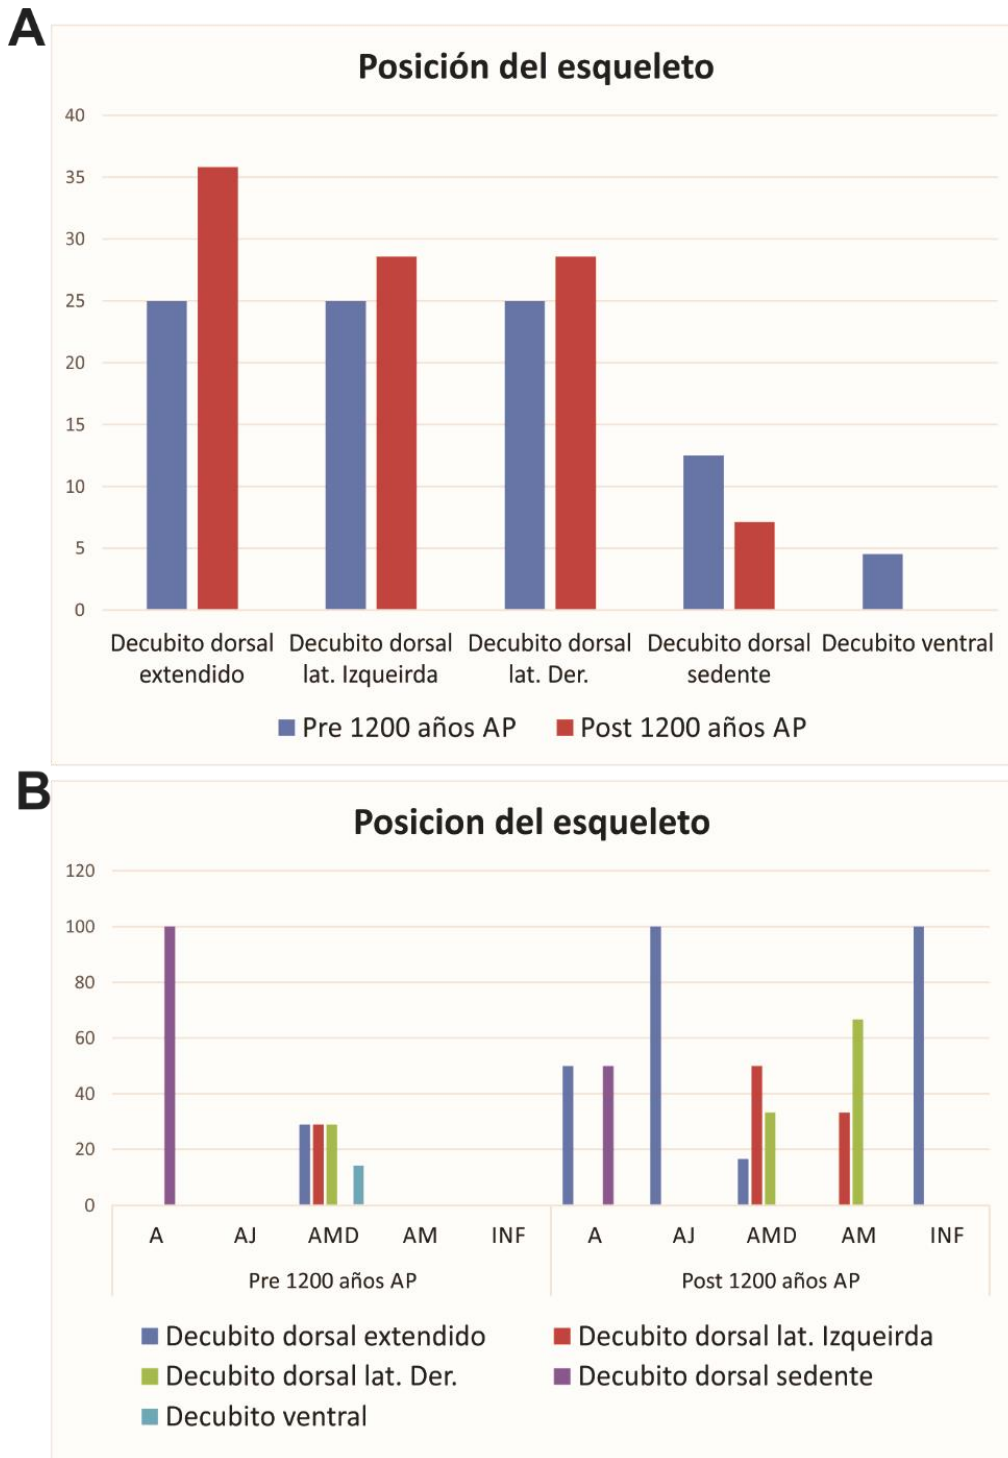 A
Posición del esqueleto
40
35
30
25
20
15
10
5
0
Decubito dorsal extendido
Decubito dorsal lat. Izqueirda
Decubito dorsal lat. Der.
Decubito dorsal sedente
Decubito ventral
Pre 1200 años AP
Post 1200 años AP
B
Posicion del esqueleto
120
100
80
60
40
20
0
A AJ AMD AM INF A AJ AMD AM INF
Pre 1200 años AP
Post 1200 años AP
Decubito dorsal extendido
Decubito dorsal lat. Izqueirda
Decubito dorsal lat. Der.
Decubito dorsal sedente
Decubito ventral